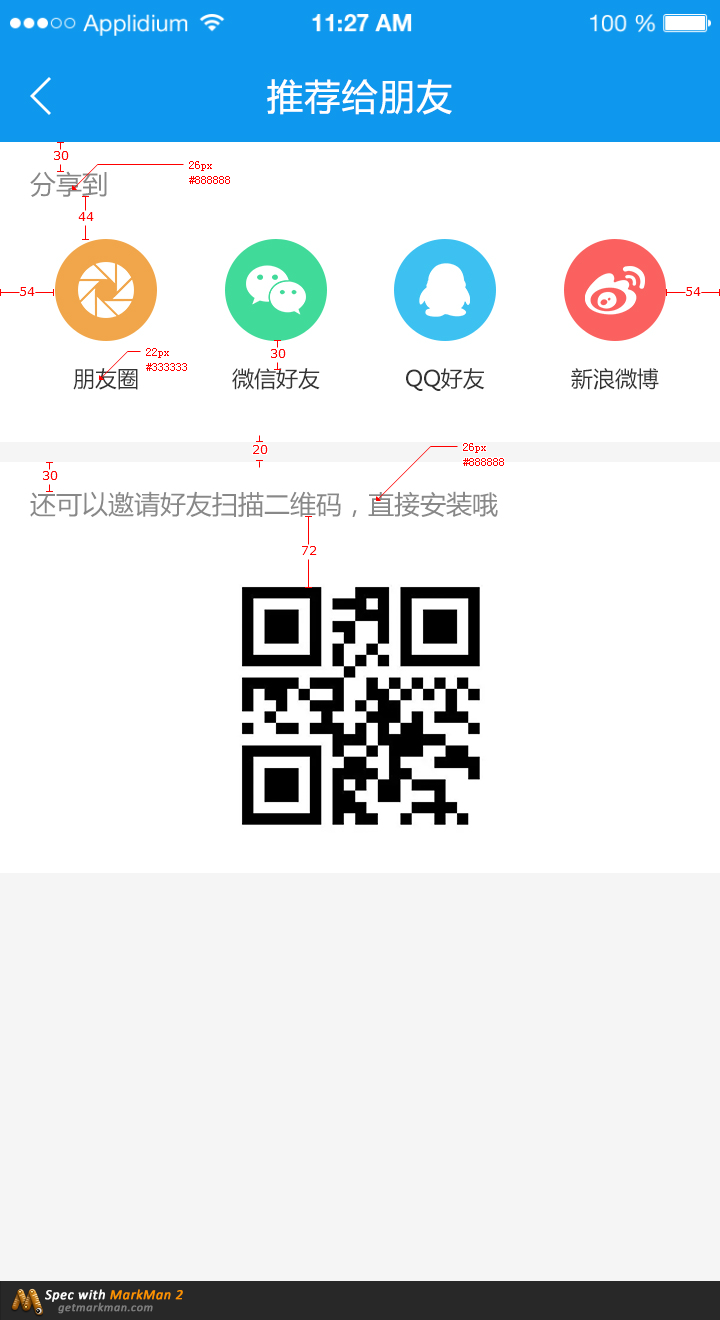 Applidium 11:27 AM 100 %
推荐给朋友
30
26px
#888888
分享到
44
54
54
30
22px
#333333
朋友圈 微信好友 QQ好友 新浪微博
20
26px
#888888
30
还可以邀请好友扫描二维码，直接安装哦
72
Spec with MarkMan 2
getmarkman.com